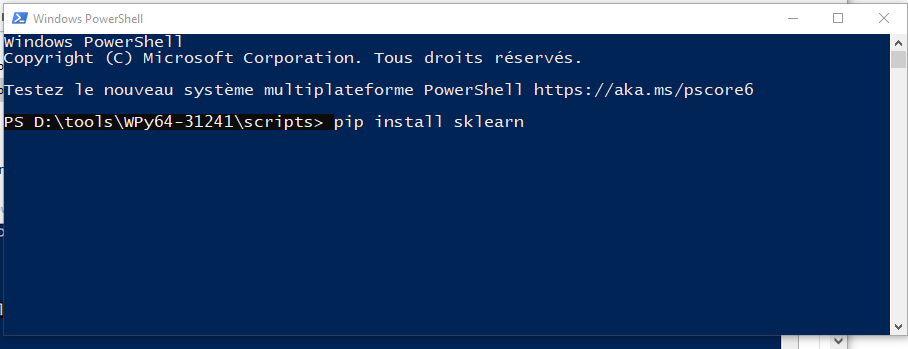 Windows PowerShell
Windows PowerShell
Copyright (C) Microsoft Corporation. Tous droits réservés.
Testez le nouveau système multiplateforme PowerShell https://aka.ms/pscore6
PS D:\tools\WPy64-31241\scripts> pip install sklearn